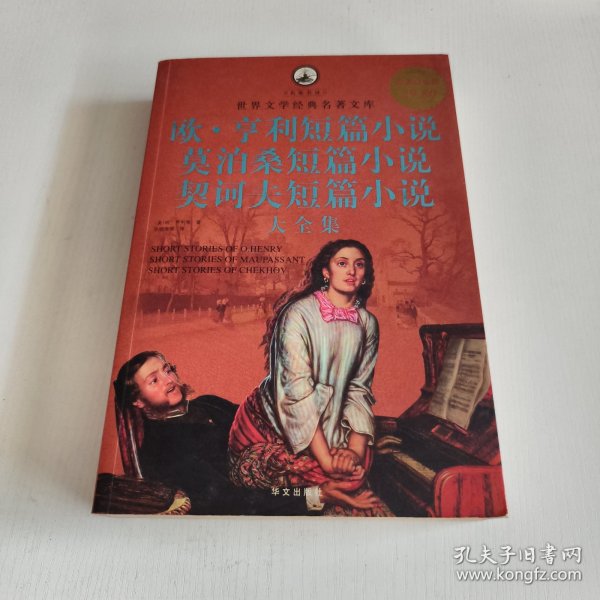 世界文学经典名著文库
欧·亨利短篇小说
莫泊桑短篇小说
契诃夫短篇小说
大全集
SHORT STORIES OF O.HENRY
SHORT STORIES OF MAUPASSANT
SHORT STORIES OF CHEKHOV
华文出版社
孔夫子旧书网
www.kongfz.com